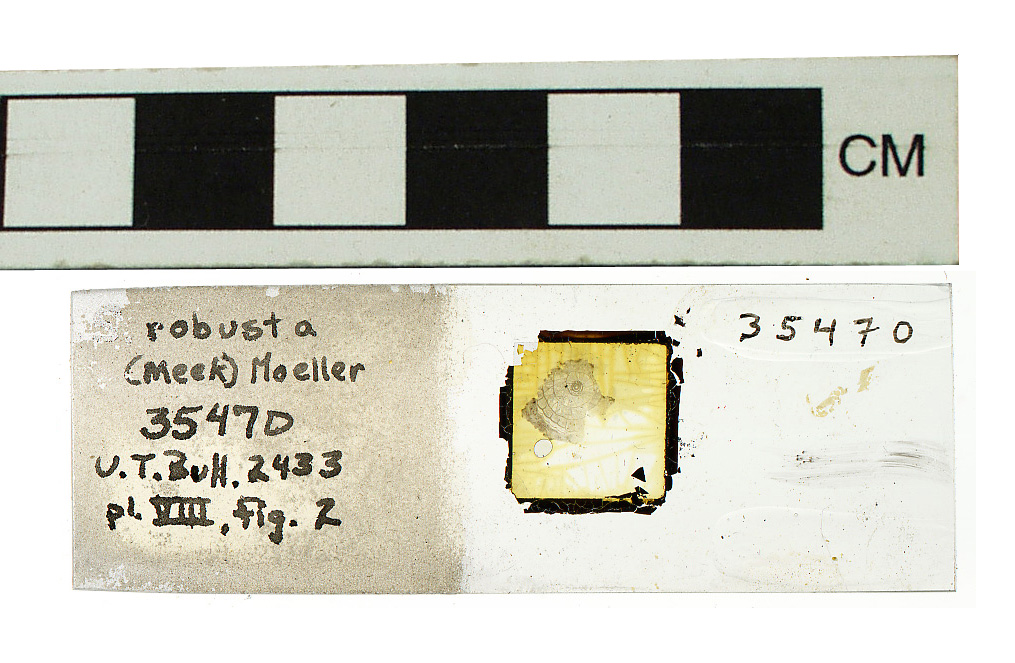 CM
robusta
(Meek) Moeller
35470
U.T. Bull. 2433
pl. VIII, fig. 2
35470